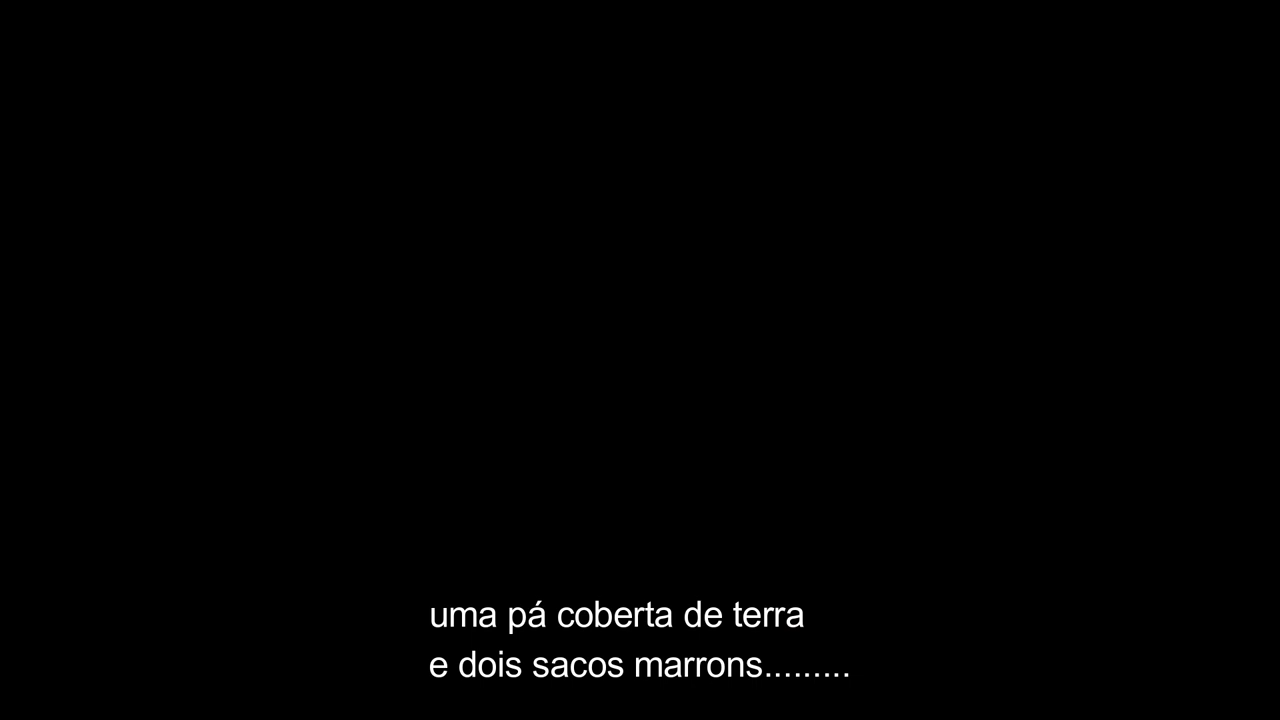 uma pá coberta de terra
e dois sacos marrons.........